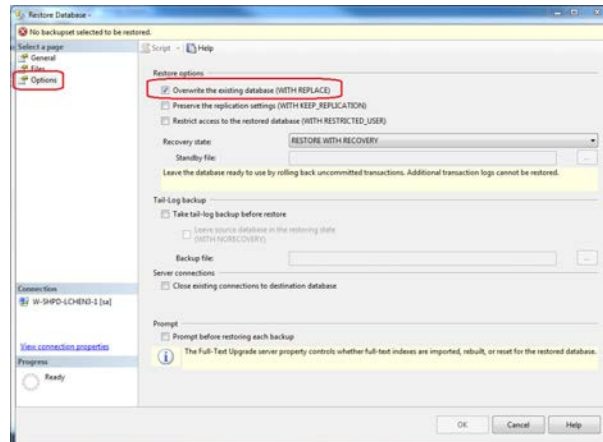 Restore Database -
No backupset selected to be restored.
Select a page
General
Files
Options
Script
Help
Restore options
Overwrite the existing database (WITH REPLACE)
Preserve the replication settings (WITH KEEP_REPLICATION)
Restrict access to the restored database (WITH RESTRICTED_USER)
Recovery state:
RESTORE WITH RECOVERY
Standby file:
...
Leave the database ready to use by rolling back uncommitted transactions. Additional transaction logs cannot be restored.
Tail-Log backup
Take tail-log backup before restore
Leave source database in the restoring state
(WITH NORECOVERY)
Backup file:
...
Server connections
Close existing connections to destination database
Prompt
Prompt before restoring each backup
The Full-Text Upgrade server property controls whether full-text indexes are imported, rebuilt, or reset for the restored database.
Connection
W-SHPD-LCHEN3-1 [sa]
View connection properties
Progress
Ready
OK
Cancel
Help